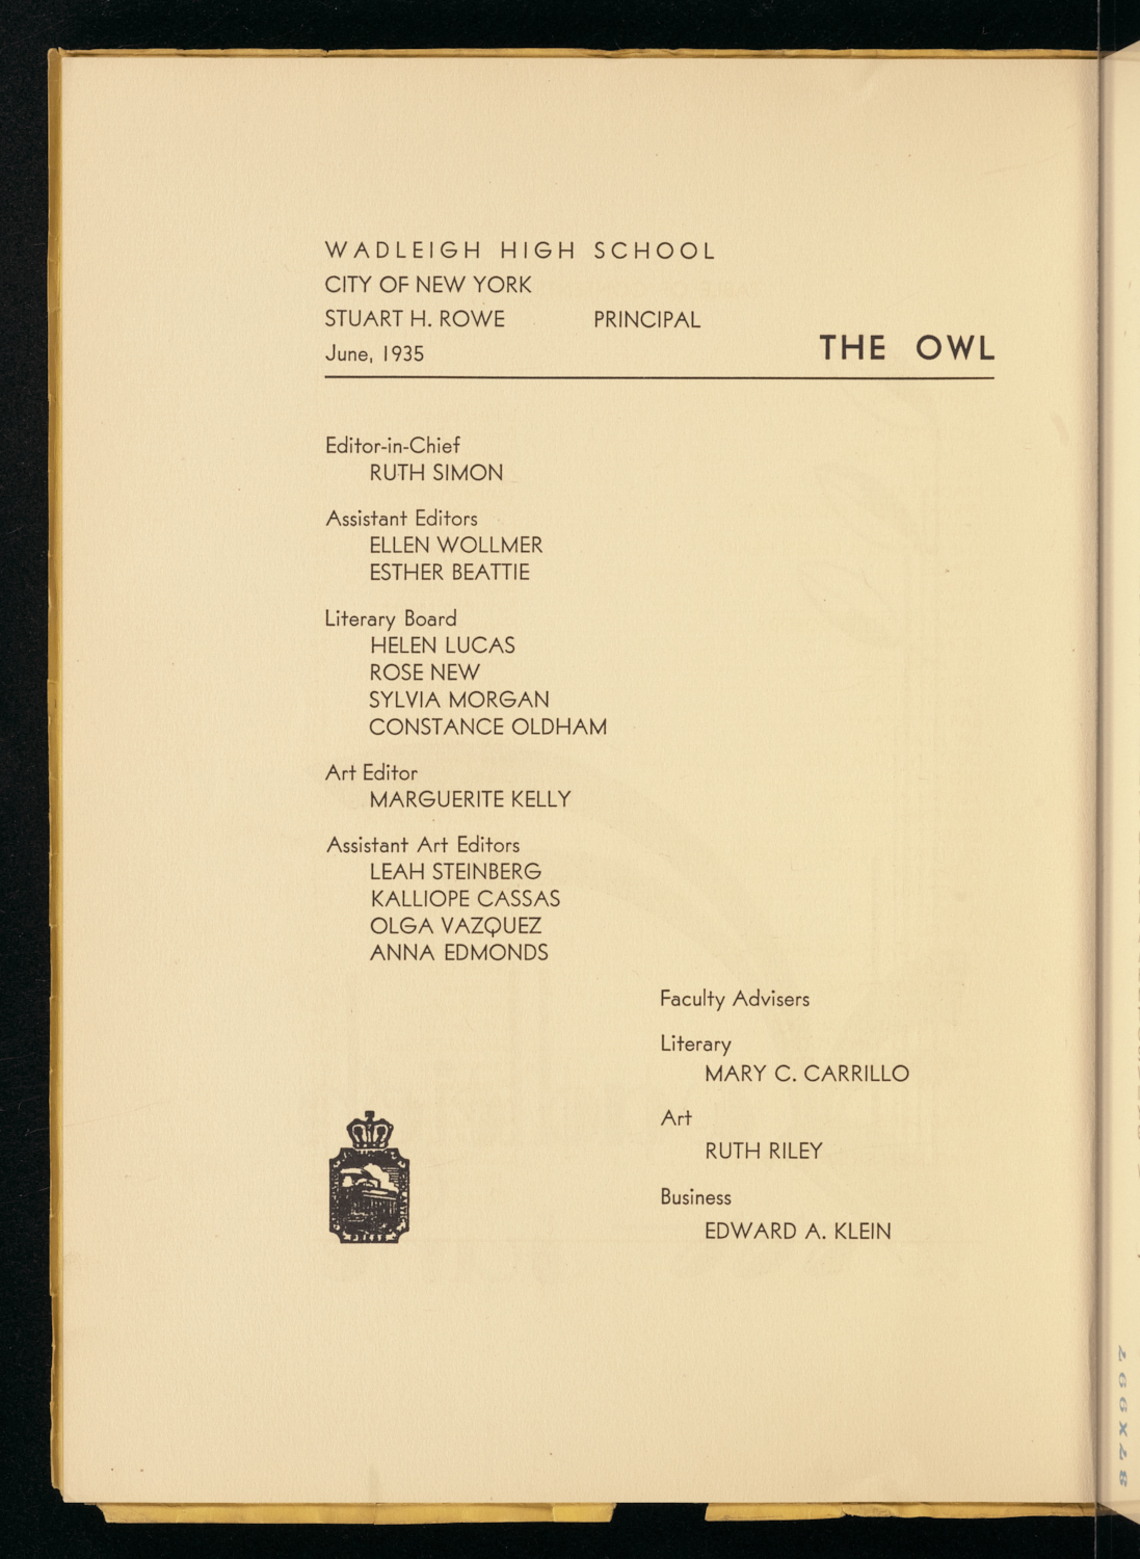 WADLEIGH HIGH SCHOOL
CITY OF NEW YORK
STUART H. ROWE PRINCIPAL
June, 1935
THE OWL
Editor-in-Chief
RUTH SIMON
Assistant Editors
ELLEN WOLLMER
ESTHER BEATTIE
Literary Board
HELEN LUCAS
ROSE NEW
SYLVIA MORGAN
CONSTANCE OLDHAM
Art Editor
MARGUERITE KELLY
Assistant Art Editors
LEAH STEINBERG
KALLIOPE CASSAS
OLGA VAZQUEZ
ANNA EDMONDS
Faculty Advisers
Literary
MARY C. CARRILLO
Art
RUTH RILEY
Business
EDWARD A. KLEIN
PRESS